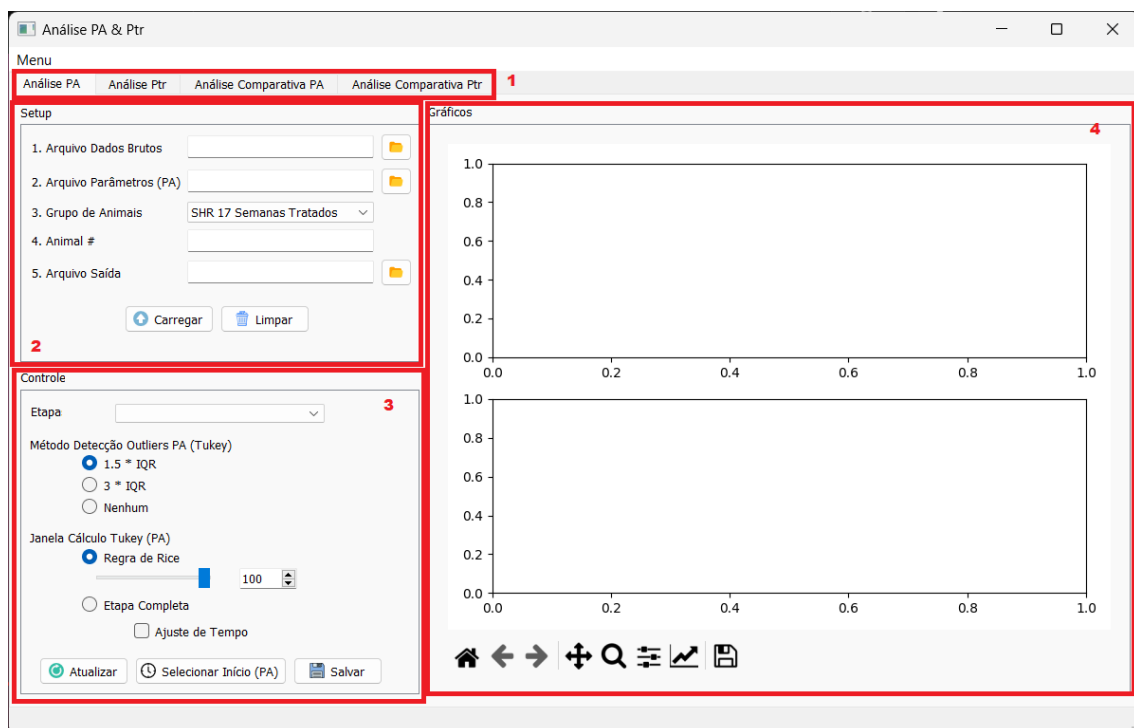 Análise PA & Ptr
Menu
Análise PA Análise Ptr Análise Comparativa PA Análise Comparativa Ptr 1
Setup
1. Arquivo Dados Brutos
2. Arquivo Parâmetros (PA)
3. Grupo de Animais SHR 17 Semanas Tratados
4. Animal #
5. Arquivo Saída
Carregar Limpar
2
Controle
3
Etapa
Método Detecção Outliers PA (Tukey)
1.5 * IQR
3 * IQR
Nenhum
Janela Cálculo Tukey (PA)
Regra de Rice
100
Etapa Completa
Ajuste de Tempo
Atualizar Selecionar Início (PA) Salvar
Gráficos
4
1.0
0.8
0.6
0.4
0.2
0.0
0.0 0.2 0.4 0.6 0.8 1.0
1.0
0.8
0.6
0.4
0.2
0.0
0.0 0.2 0.4 0.6 0.8 1.0